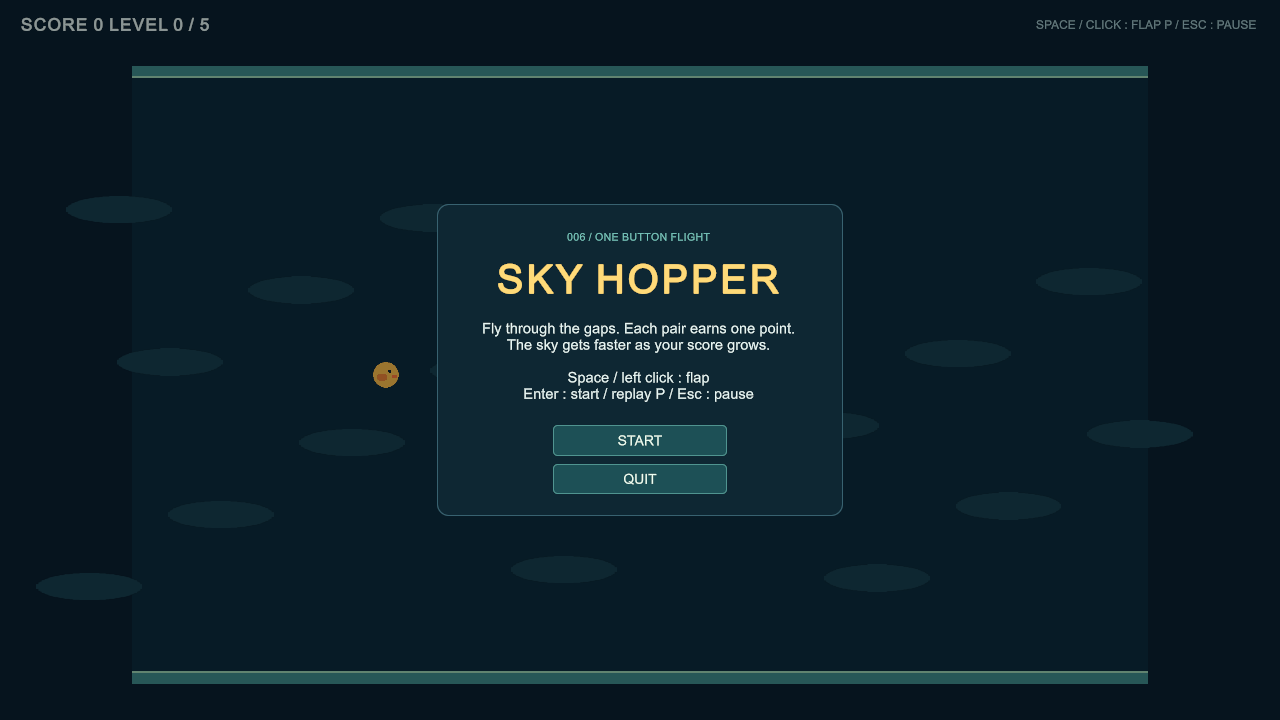 SCORE 0 LEVEL 0 / 5
SPACE / CLICK : FLAP P / ESC : PAUSE
006 / ONE BUTTON FLIGHT
SKY HOPPER
Fly through the gaps. Each pair earns one point.
The sky gets faster as your score grows.
Space / left click : flap
Enter : start / replay P / Esc : pause
START
QUIT